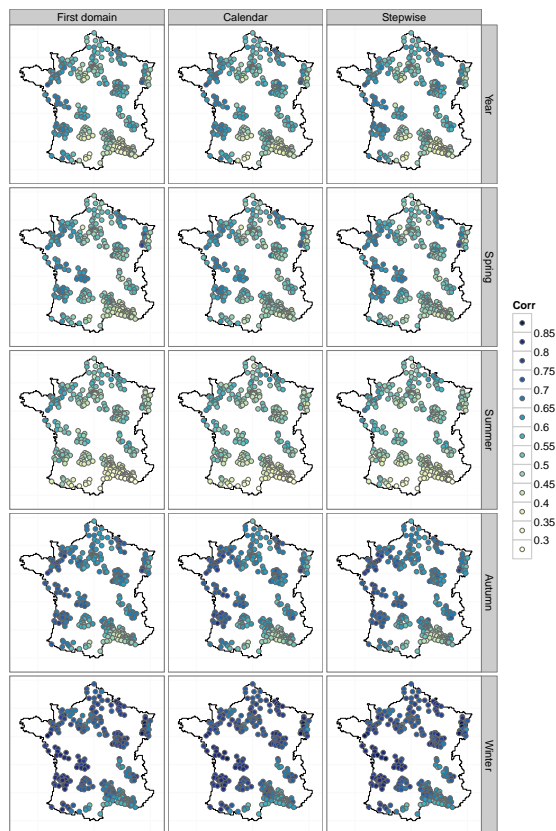 First domain
Calendar
Stepwise
Year
Spring
Summer
Autumn
Winter
Corr
0.85
0.8
0.75
0.7
0.65
0.6
0.55
0.5
0.45
0.4
0.35
0.3